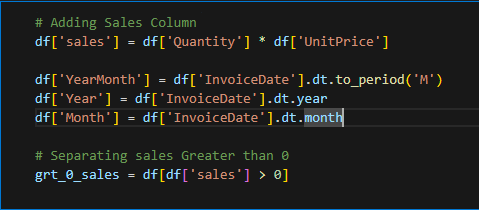 # Adding Sales Column
df['sales'] = df['Quantity'] * df['UnitPrice']
df['YearMonth'] = df['InvoiceDate'].dt.to_period('M')
df['Year'] = df['InvoiceDate'].dt.year
df['Month'] = df['InvoiceDate'].dt.month
# Separating sales Greater than 0
grt_0_sales = df[df['sales'] > 0]